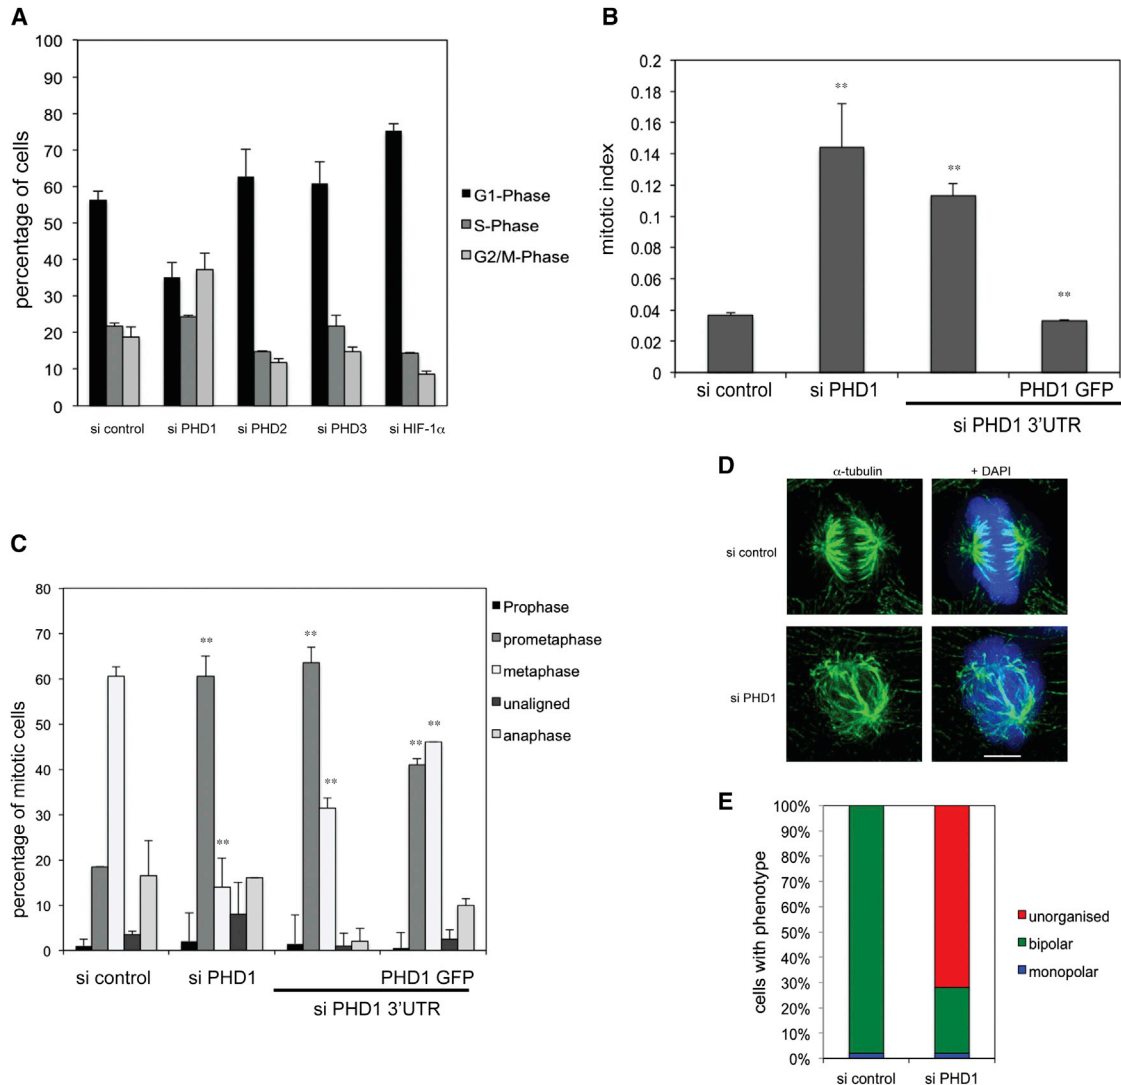 A
100
90
80
70
60
50
40
30
20
10
0
percentage of cells
si control
si PHD1
si PHD2
si PHD3
si HIF-1α
G1-Phase
S-Phase
G2/M-Phase
B
0.2
0.18
0.16
0.14
0.12
0.1
0.08
0.06
0.04
0.02
0
mitotic index
**
**
**
si control
si PHD1
PHD1 GFP
si PHD1 3'UTR
C
80
70
60
50
40
30
20
10
0
percentage of mitotic cells
**
**
**
**
**
**
si control
si PHD1
PHD1 GFP
si PHD1 3'UTR
Prophase
prometaphase
metaphase
unaligned
anaphase
D
α-tubulin
+ DAPI
si control
si PHD1
E
100%
90%
80%
70%
60%
50%
40%
30%
20%
10%
0%
cells with phenotype
si control
si PHD1
unorganised
bipolar
monopolar